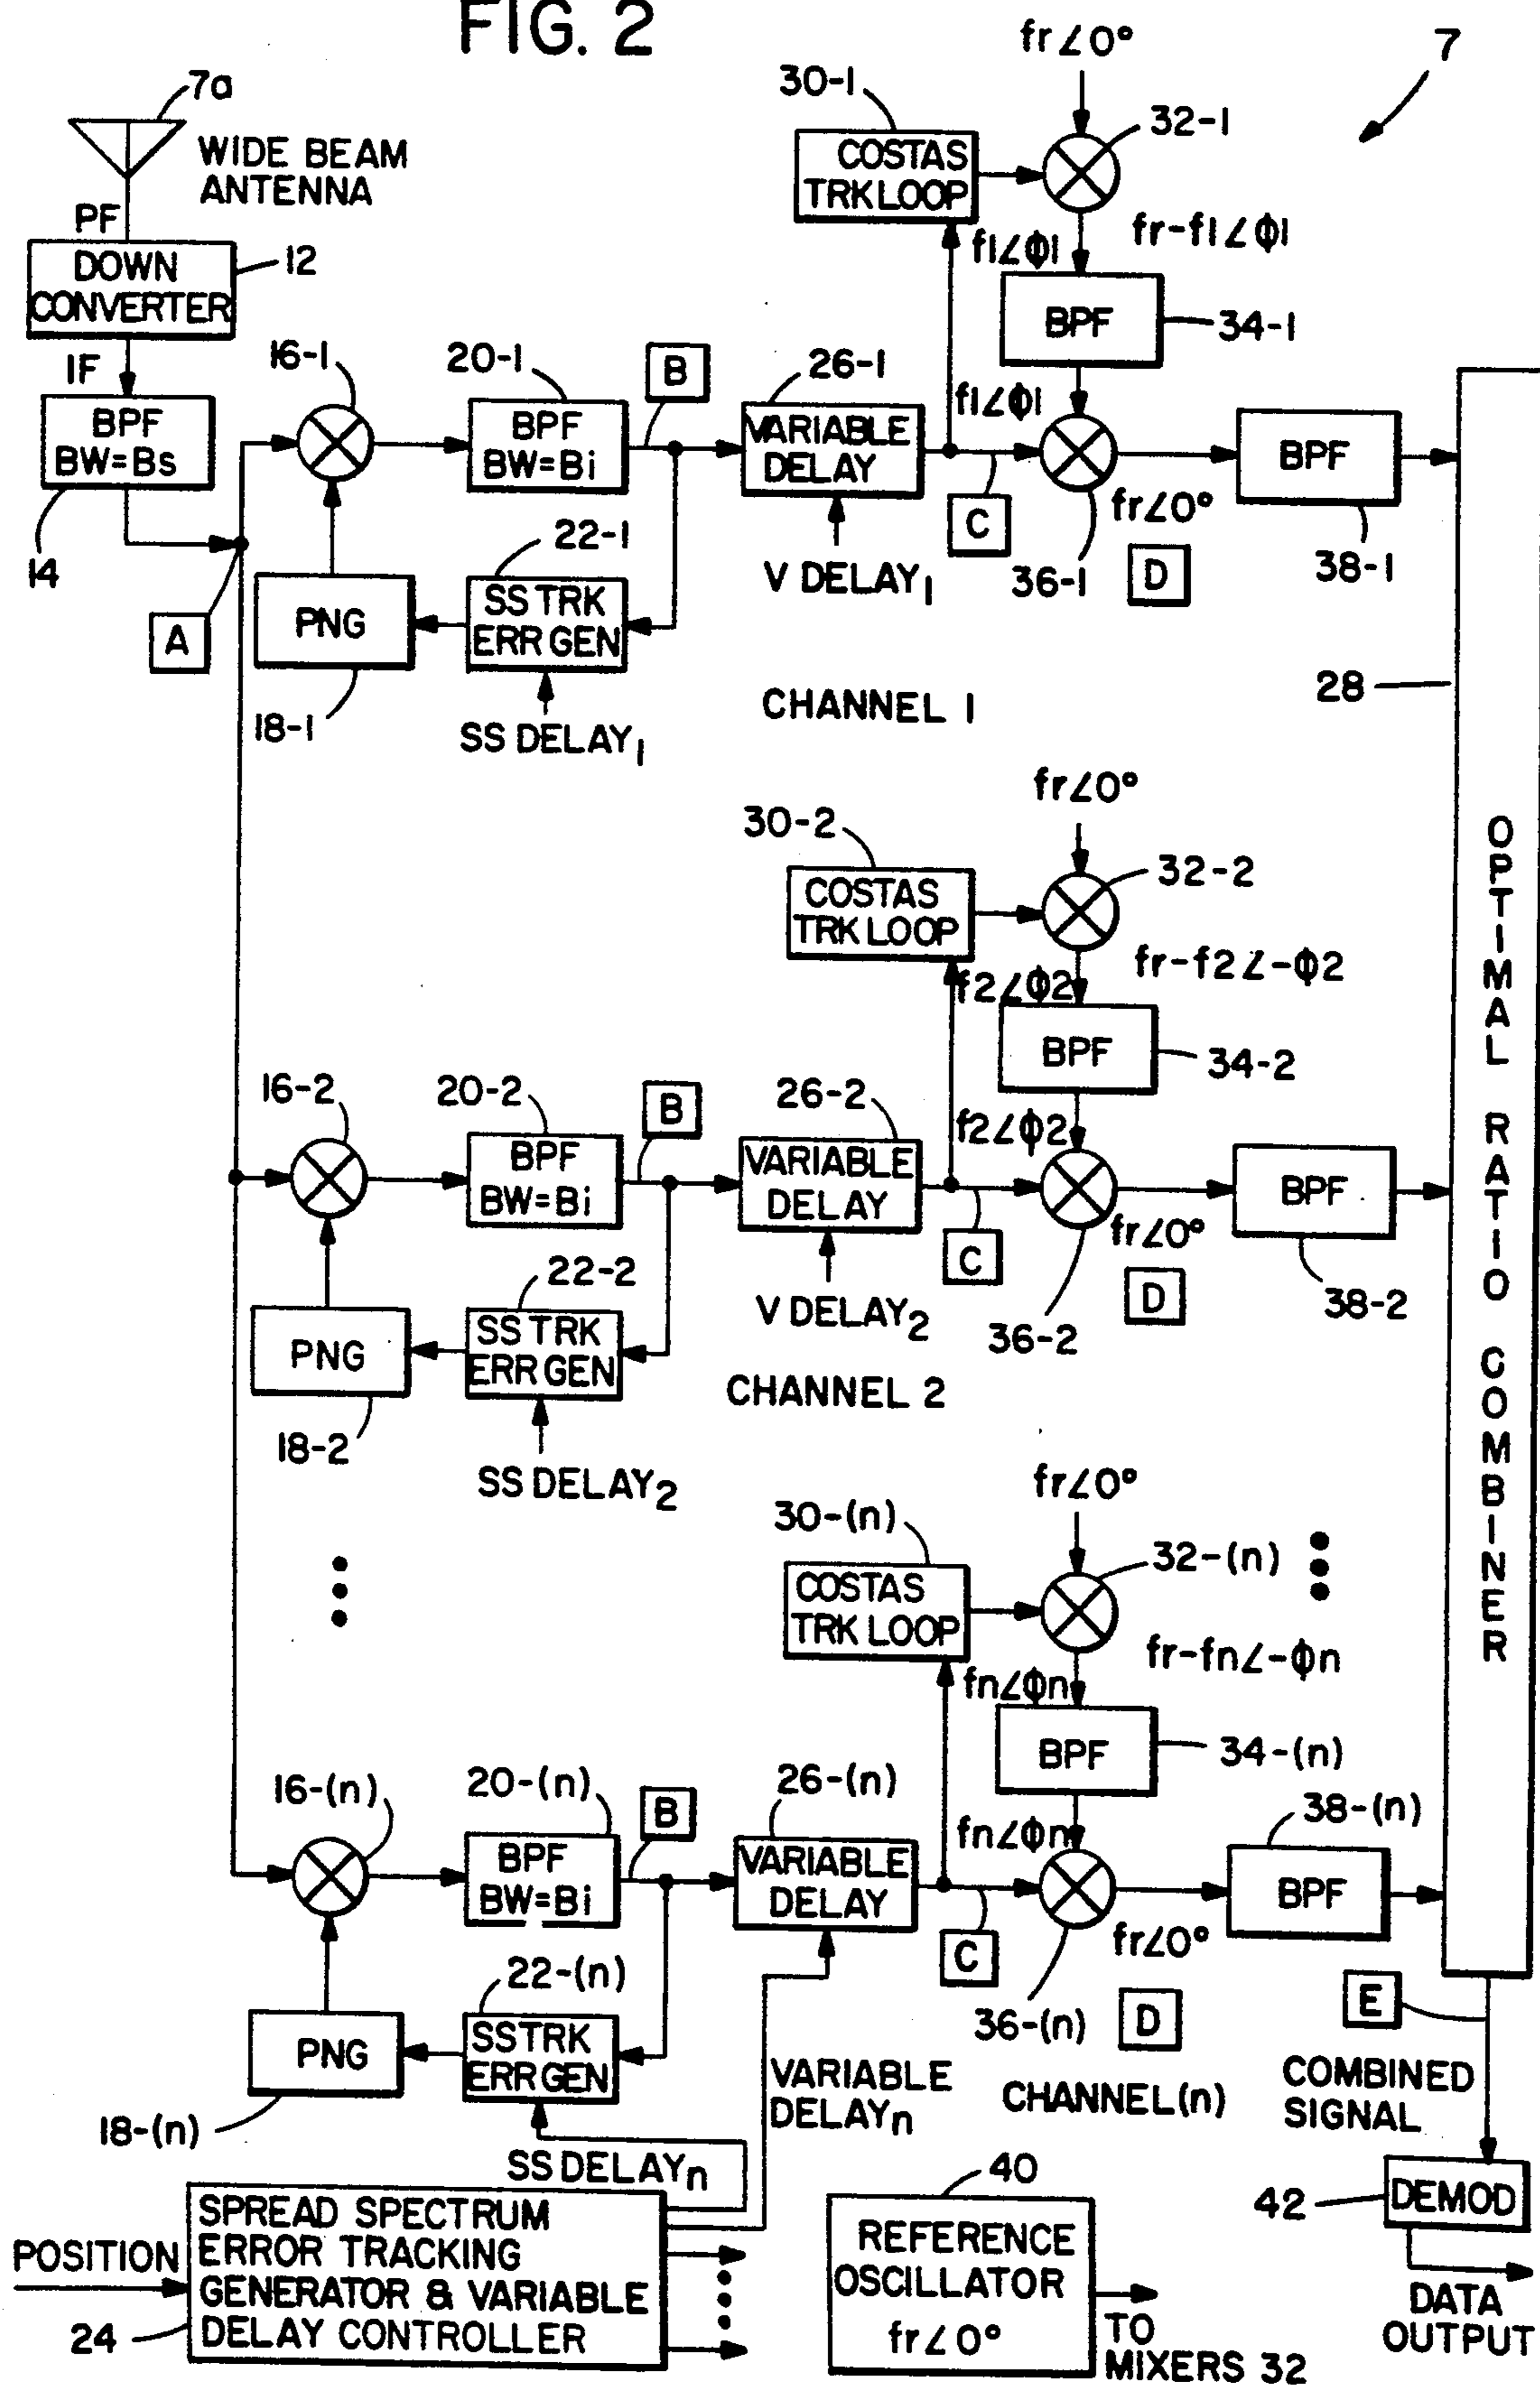 FIG. 2
7
7a
WIDE BEAM
ANTENNA
PF
DOWN
CONVERTER
12
IF
BPF
BW=Bs
14
A
16-1
20-1
BPF
BW=Bi
B
26-1
VARIABLE
DELAY
V DELAY1
22-1
SS TRK
ERR GEN
SS DELAY1
PNG
18-1
30-1
COSTAS
TRK LOOP
fr∠0°
32-1
fr-f1∠ϕ1
f1∠ϕ1
BPF
34-1
f1∠ϕ1
C
36-1
fr∠0°
D
BPF
38-1
CHANNEL 1
28
OPTIMAL RATIO COMBINER
16-2
20-2
BPF
BW=Bi
B
26-2
VARIABLE
DELAY
V DELAY2
22-2
SS TRK
ERR GEN
SS DELAY2
PNG
18-2
30-2
COSTAS
TRK LOOP
fr∠0°
32-2
fr-f2∠-ϕ2
f2∠ϕ2
BPF
34-2
f2∠ϕ2
C
36-2
fr∠0°
D
BPF
38-2
CHANNEL 2
16-(n)
20-(n)
BPF
BW=Bi
B
26-(n)
VARIABLE
DELAY
VARIABLE
DELAYn
22-(n)
SS TRK
ERR GEN
SS DELAYn
PNG
18-(n)
30-(n)
COSTAS
TRK LOOP
fr∠0°
32-(n)
fr-fn∠-ϕn
fn∠ϕn
BPF
34-(n)
fn∠ϕn
C
36-(n)
fr∠0°
D
BPF
38-(n)
CHANNEL(n)
E
COMBINED
SIGNAL
42
DEMOD
DATA
OUTPUT
POSITION
24
SPREAD SPECTRUM
ERROR TRACKING
GENERATOR & VARIABLE
DELAY CONTROLLER
40
REFERENCE
OSCILLATOR
fr∠0°
TO
MIXERS 32